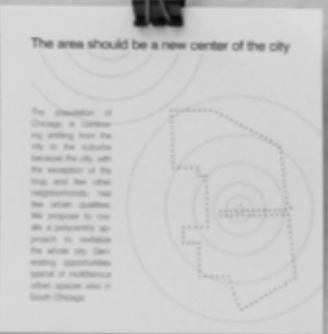 The area should be a new center of the city
The population of
Chicago is continu-
ing shifting from the
city to the suburbs
because the city, with
the exception of the
loop and few other
neighborhoods, has
few urban qualities.
We propose to cre-
ate a polycentric ap-
proach to revitalize
the whole city. Gen-
erating opportunities
typical of multifarious
urban spaces also in
South Chicago.